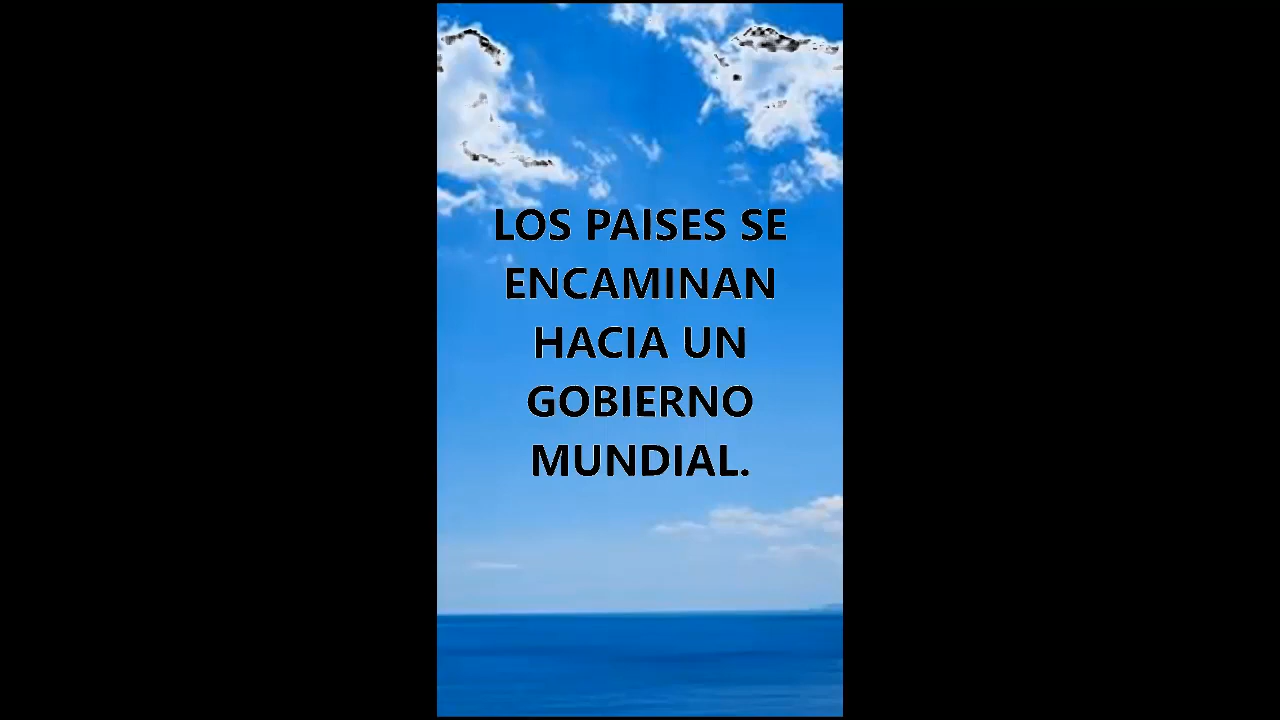 LOS PAISES SE
ENCAMINAN
HACIA UN
GOBIERNO
MUNDIAL.